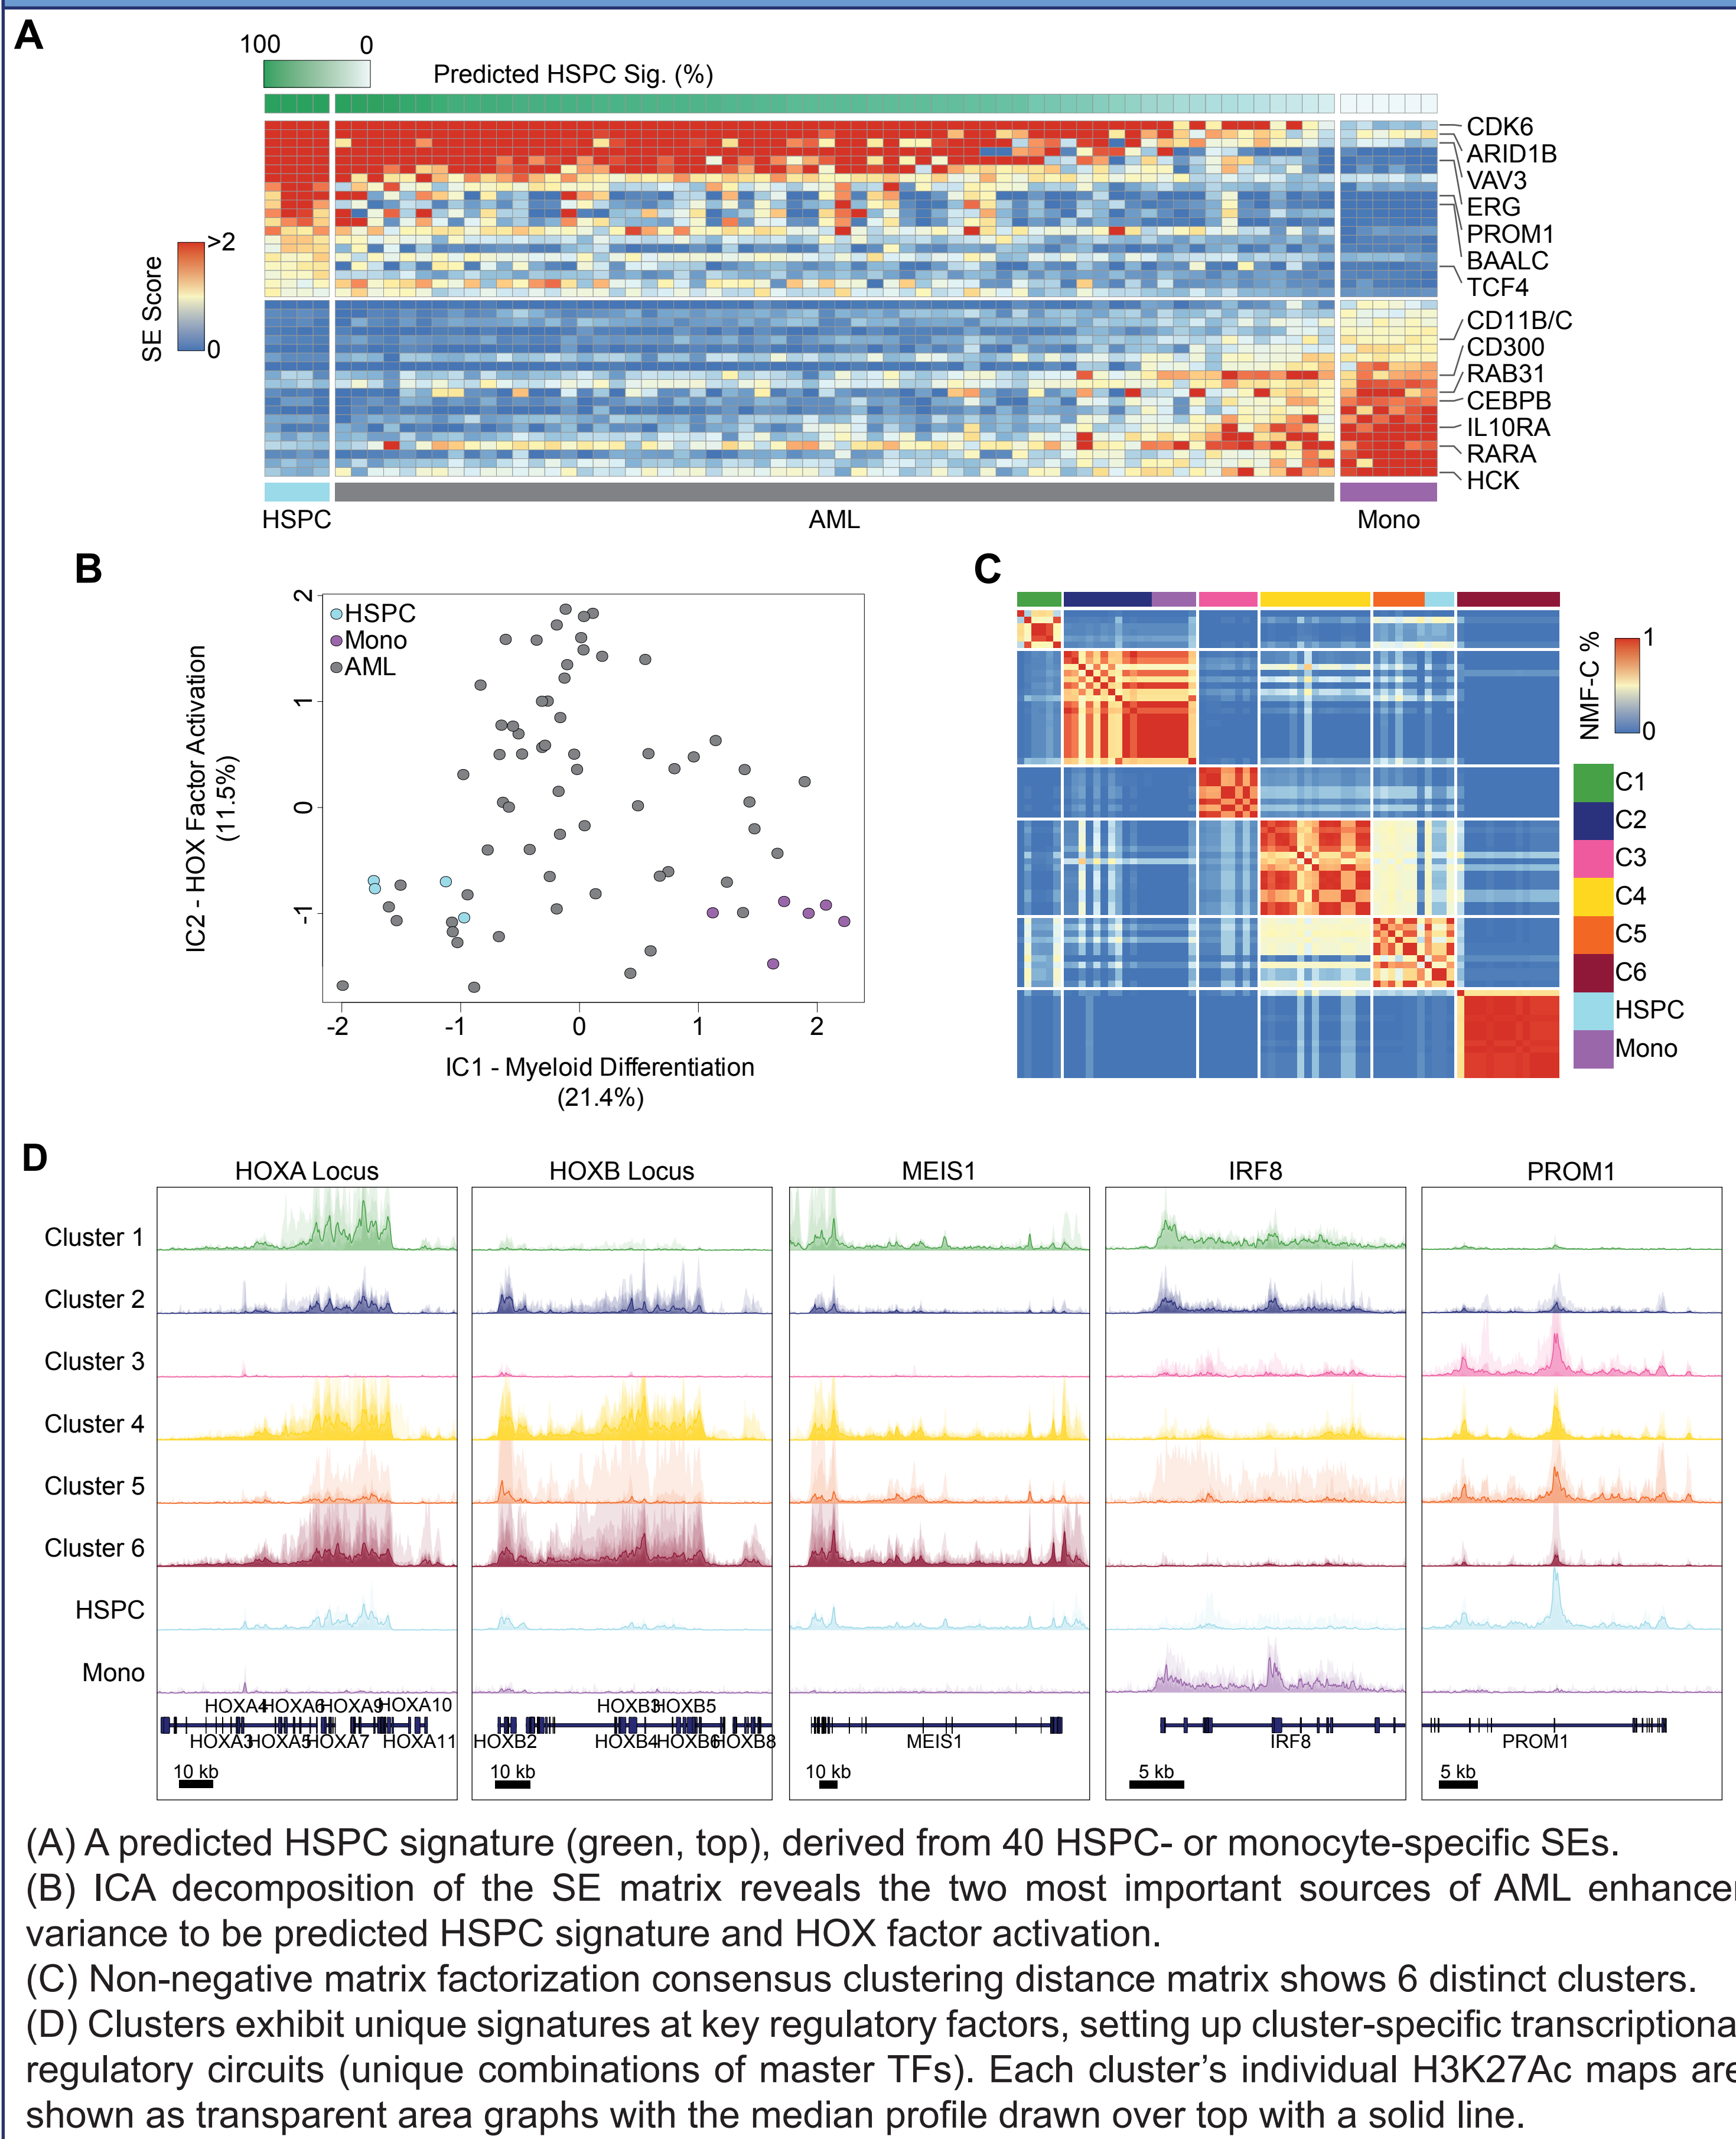 A
100 0
Predicted HSPC Sig. (%)
CDK6
ARID1B
VAV3
ERG
PROM1
BAALC
TCF4
SE Score
>2
0
CD11B/C
CD300
RAB31
CEBPB
IL10RA
RARA
HCK
HSPC AML Mono
B
HSPC
Mono
AML
2
1
0
-1
IC2 - HOX Factor Activation
(11.5%)
-2 -1 0 1 2
IC1 - Myeloid Differentiation
(21.4%)
C
NMF-C %
1
0
C1
C2
C3
C4
C5
C6
HSPC
Mono
D
HOXA Locus HOXB Locus MEIS1 IRF8 PROM1
Cluster 1
Cluster 2
Cluster 3
Cluster 4
Cluster 5
Cluster 6
HSPC
Mono
HOXA4 HOXA6 HOXA9 HOXA10 HOXB3 HOXB5
HOXA3 HOXA5 HOXA7 HOXA11 HOXB2 HOXB4 HOXB6 HOXB8 MEIS1 IRF8 PROM1
10 kb 10 kb 10 kb 5 kb 5 kb
(A) A predicted HSPC signature (green, top), derived from 40 HSPC- or monocyte-specific SEs.
(B) ICA decomposition of the SE matrix reveals the two most important sources of AML enhancer
variance to be predicted HSPC signature and HOX factor activation.
(C) Non-negative matrix factorization consensus clustering distance matrix shows 6 distinct clusters.
(D) Clusters exhibit unique signatures at key regulatory factors, setting up cluster-specific transcriptiona
regulatory circuits (unique combinations of master TFs). Each cluster's individual H3K27Ac maps are
shown as transparent area graphs with the median profile drawn over top with a solid line.